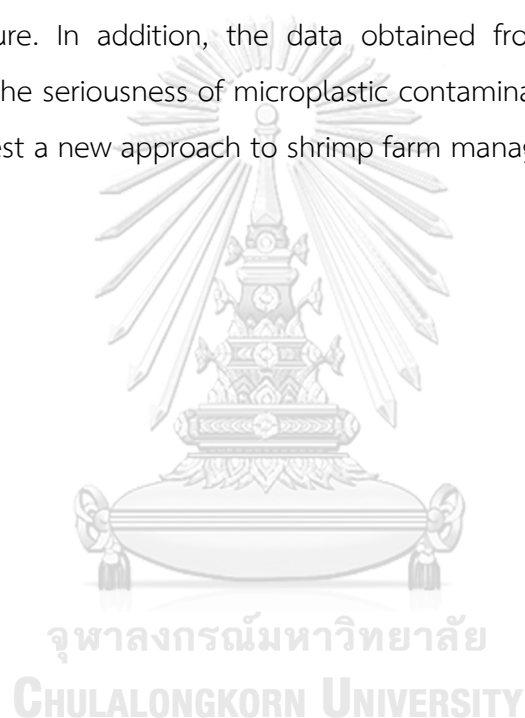 ure. In addition, the data obtained fro
he seriousness of microplastic contamina
est a new approach to shrimp farm manag
จุฬาลงกรณ์มหาวิทยาลัย
CHULALONGKORN UNIVERSITY